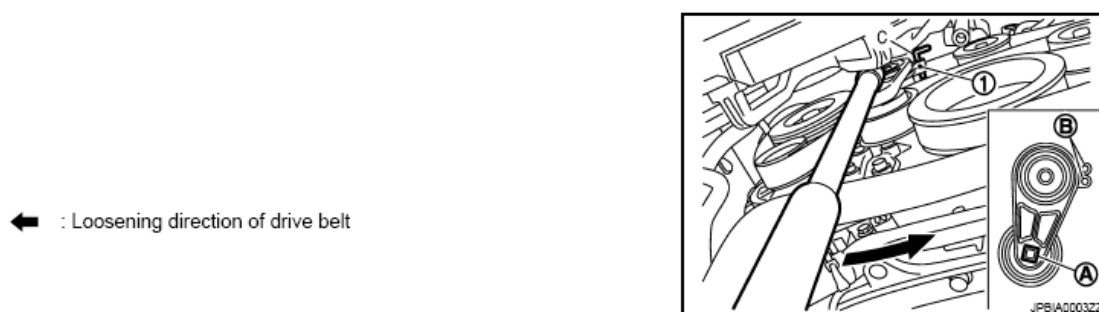 C
1
B
: Loosening direction of drive belt
A
JPBIA0003ZZ